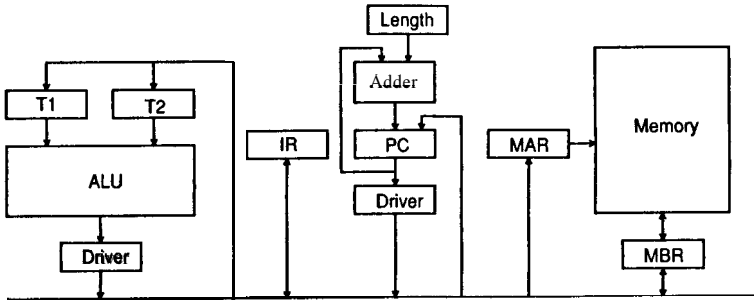 Length
Adder
T1
T2
IR
PC
MAR
Memory
ALU
Driver
Driver
MBR